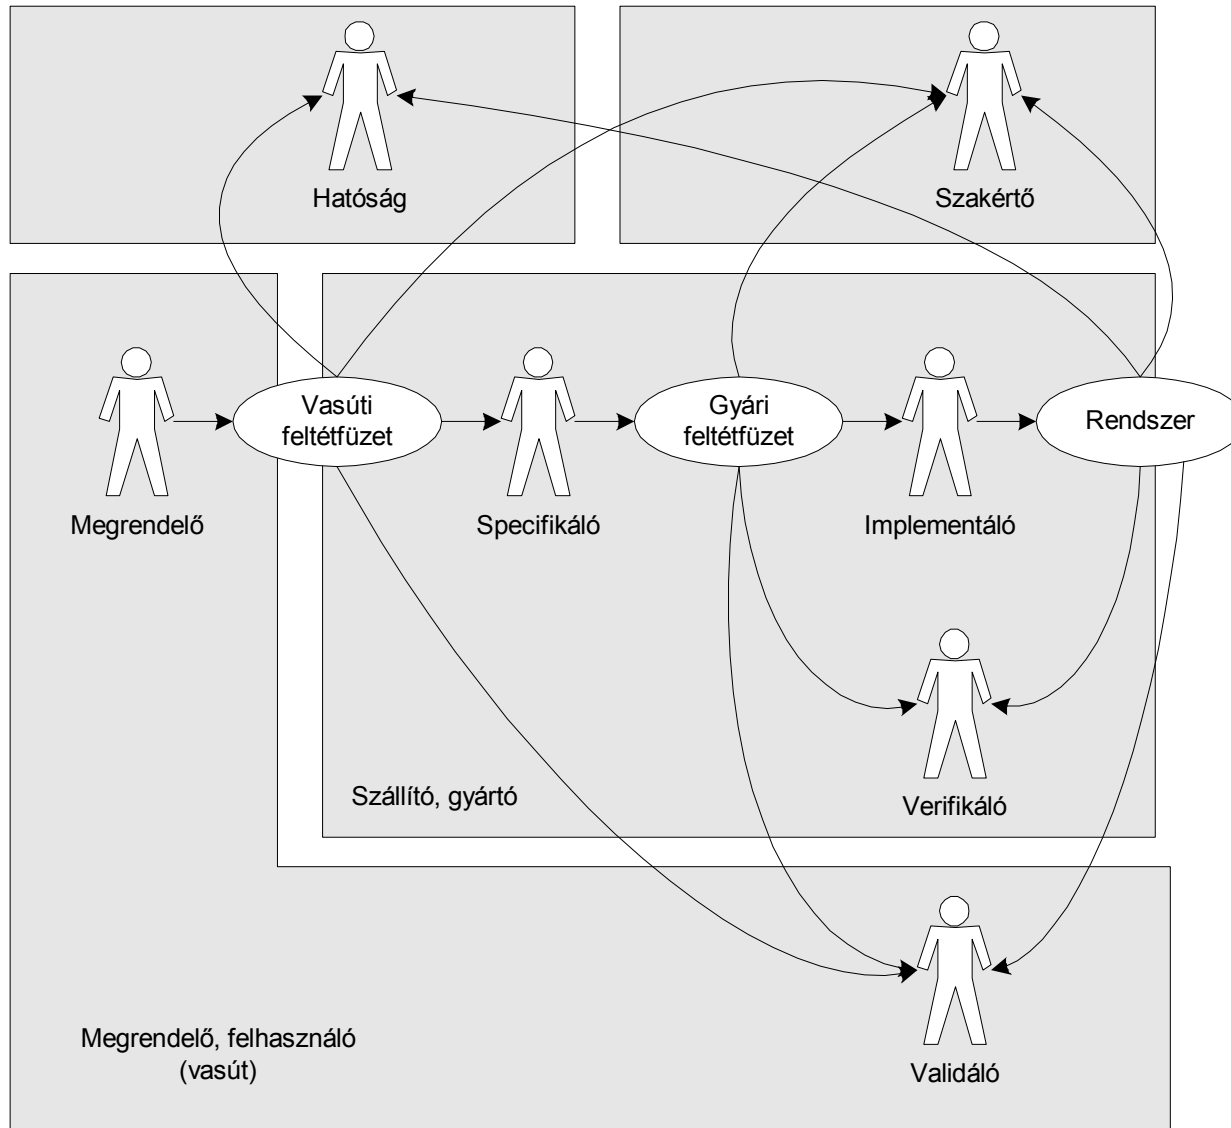 Hatóság
Szakértő
Vasúti
feltétfüzet
Gyári
feltétfüzet
Rendszer
Megrendelő
Specifikáló
Implementáló
Szállító, gyártó
Verifikáló
Megrendelő, felhasználó
(vasút)
Validáló